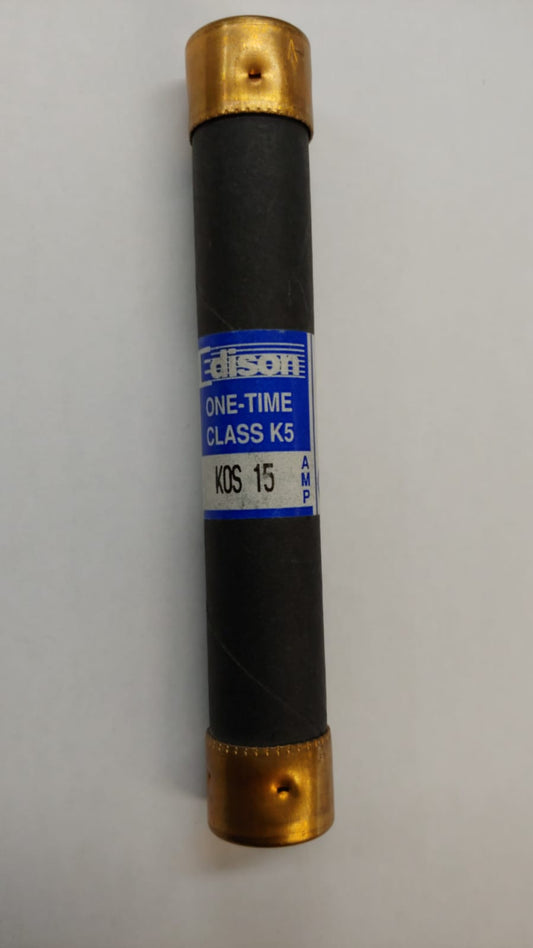 Edison
ONE-TIME
CLASS K5
KOS 15
AMP